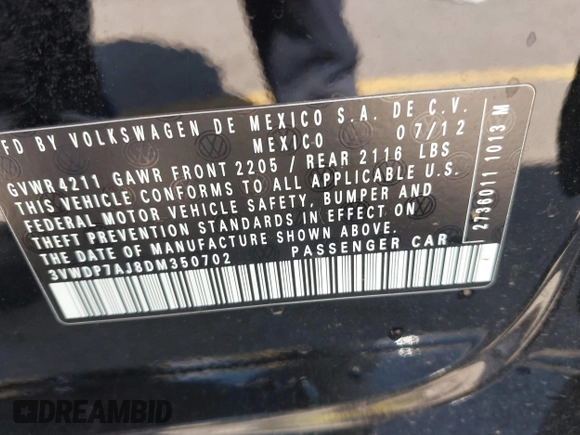 FD BY VOLKSWAGEN DE MEXICO S.A. DE C.V.
MEXICO 07/12
GVWR 4211 GAWR FRONT 2205 / REAR 2116 LBS
THIS VEHICLE CONFORMS TO ALL APPLICABLE U.S.
FEDERAL MOTOR VEHICLE SAFETY, BUMPER AND
THEFT PREVENTION STANDARDS IN EFFECT ON
THE DATE OF MANUFACTURE SHOWN ABOVE.
3VWDP7AJ8DM350702 PASSENGER CAR
2736011 1013 M
DREAMBID